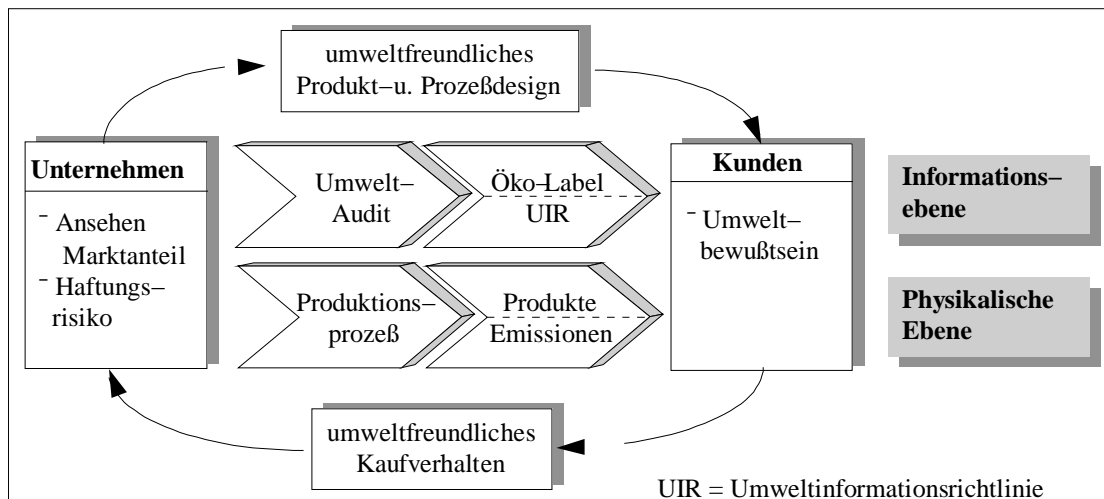 umweltfreundliches
Produkt–u. Prozeßdesign
Unternehmen
- Ansehen
Marktanteil
- Haftungs–
risiko
Umwelt–
Audit
Öko–Label
UIR
Produktions–
prozeß
Produkte
Emissionen
Kunden
- Umwelt–
bewußtsein
Informations–
ebene
Physikalische
Ebene
umweltfreundliches
Kaufverhalten
UIR = Umweltinformationsrichtlinie